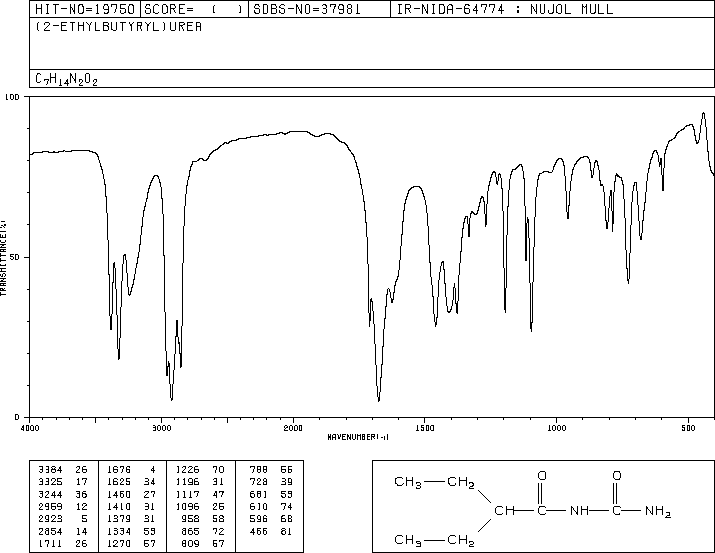 HIT-NO=19750 SCORE= ( ) SDBS-NO=37981 IR-NIDA-64774 : NUJOL MULL
(2-ETHYLBUTYRYL)UREA
C7H14N2O2
100
50
0
TRANSMITTANCE(%)
4000 3000 2000 1500 1000 500
WAVENUMBER(-1)
3384 26 1676 4 1226 70 788 56
3325 17 1625 34 1196 31 728 39
3244 36 1460 27 1117 47 681 53
2959 12 1410 31 1096 26 610 74
2923 5 1379 31 958 58 596 68
2854 14 1334 53 865 72 466 81
1711 26 1270 57 809 57
CH3 CH2 O O
CH NH NH2
CH3 CH2